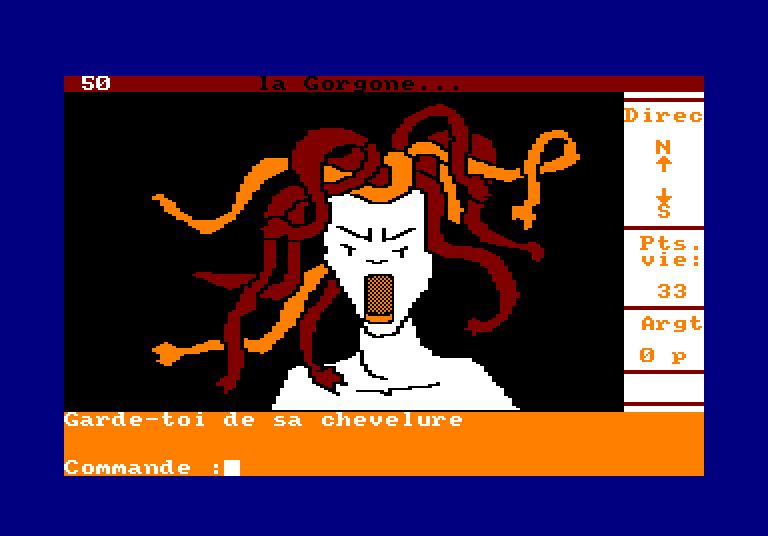 50 la Gorgone...
Direc
N
S
Pts.
vie:
33
Argt
0 p
Garde-toi de sa chevelure
Commande :